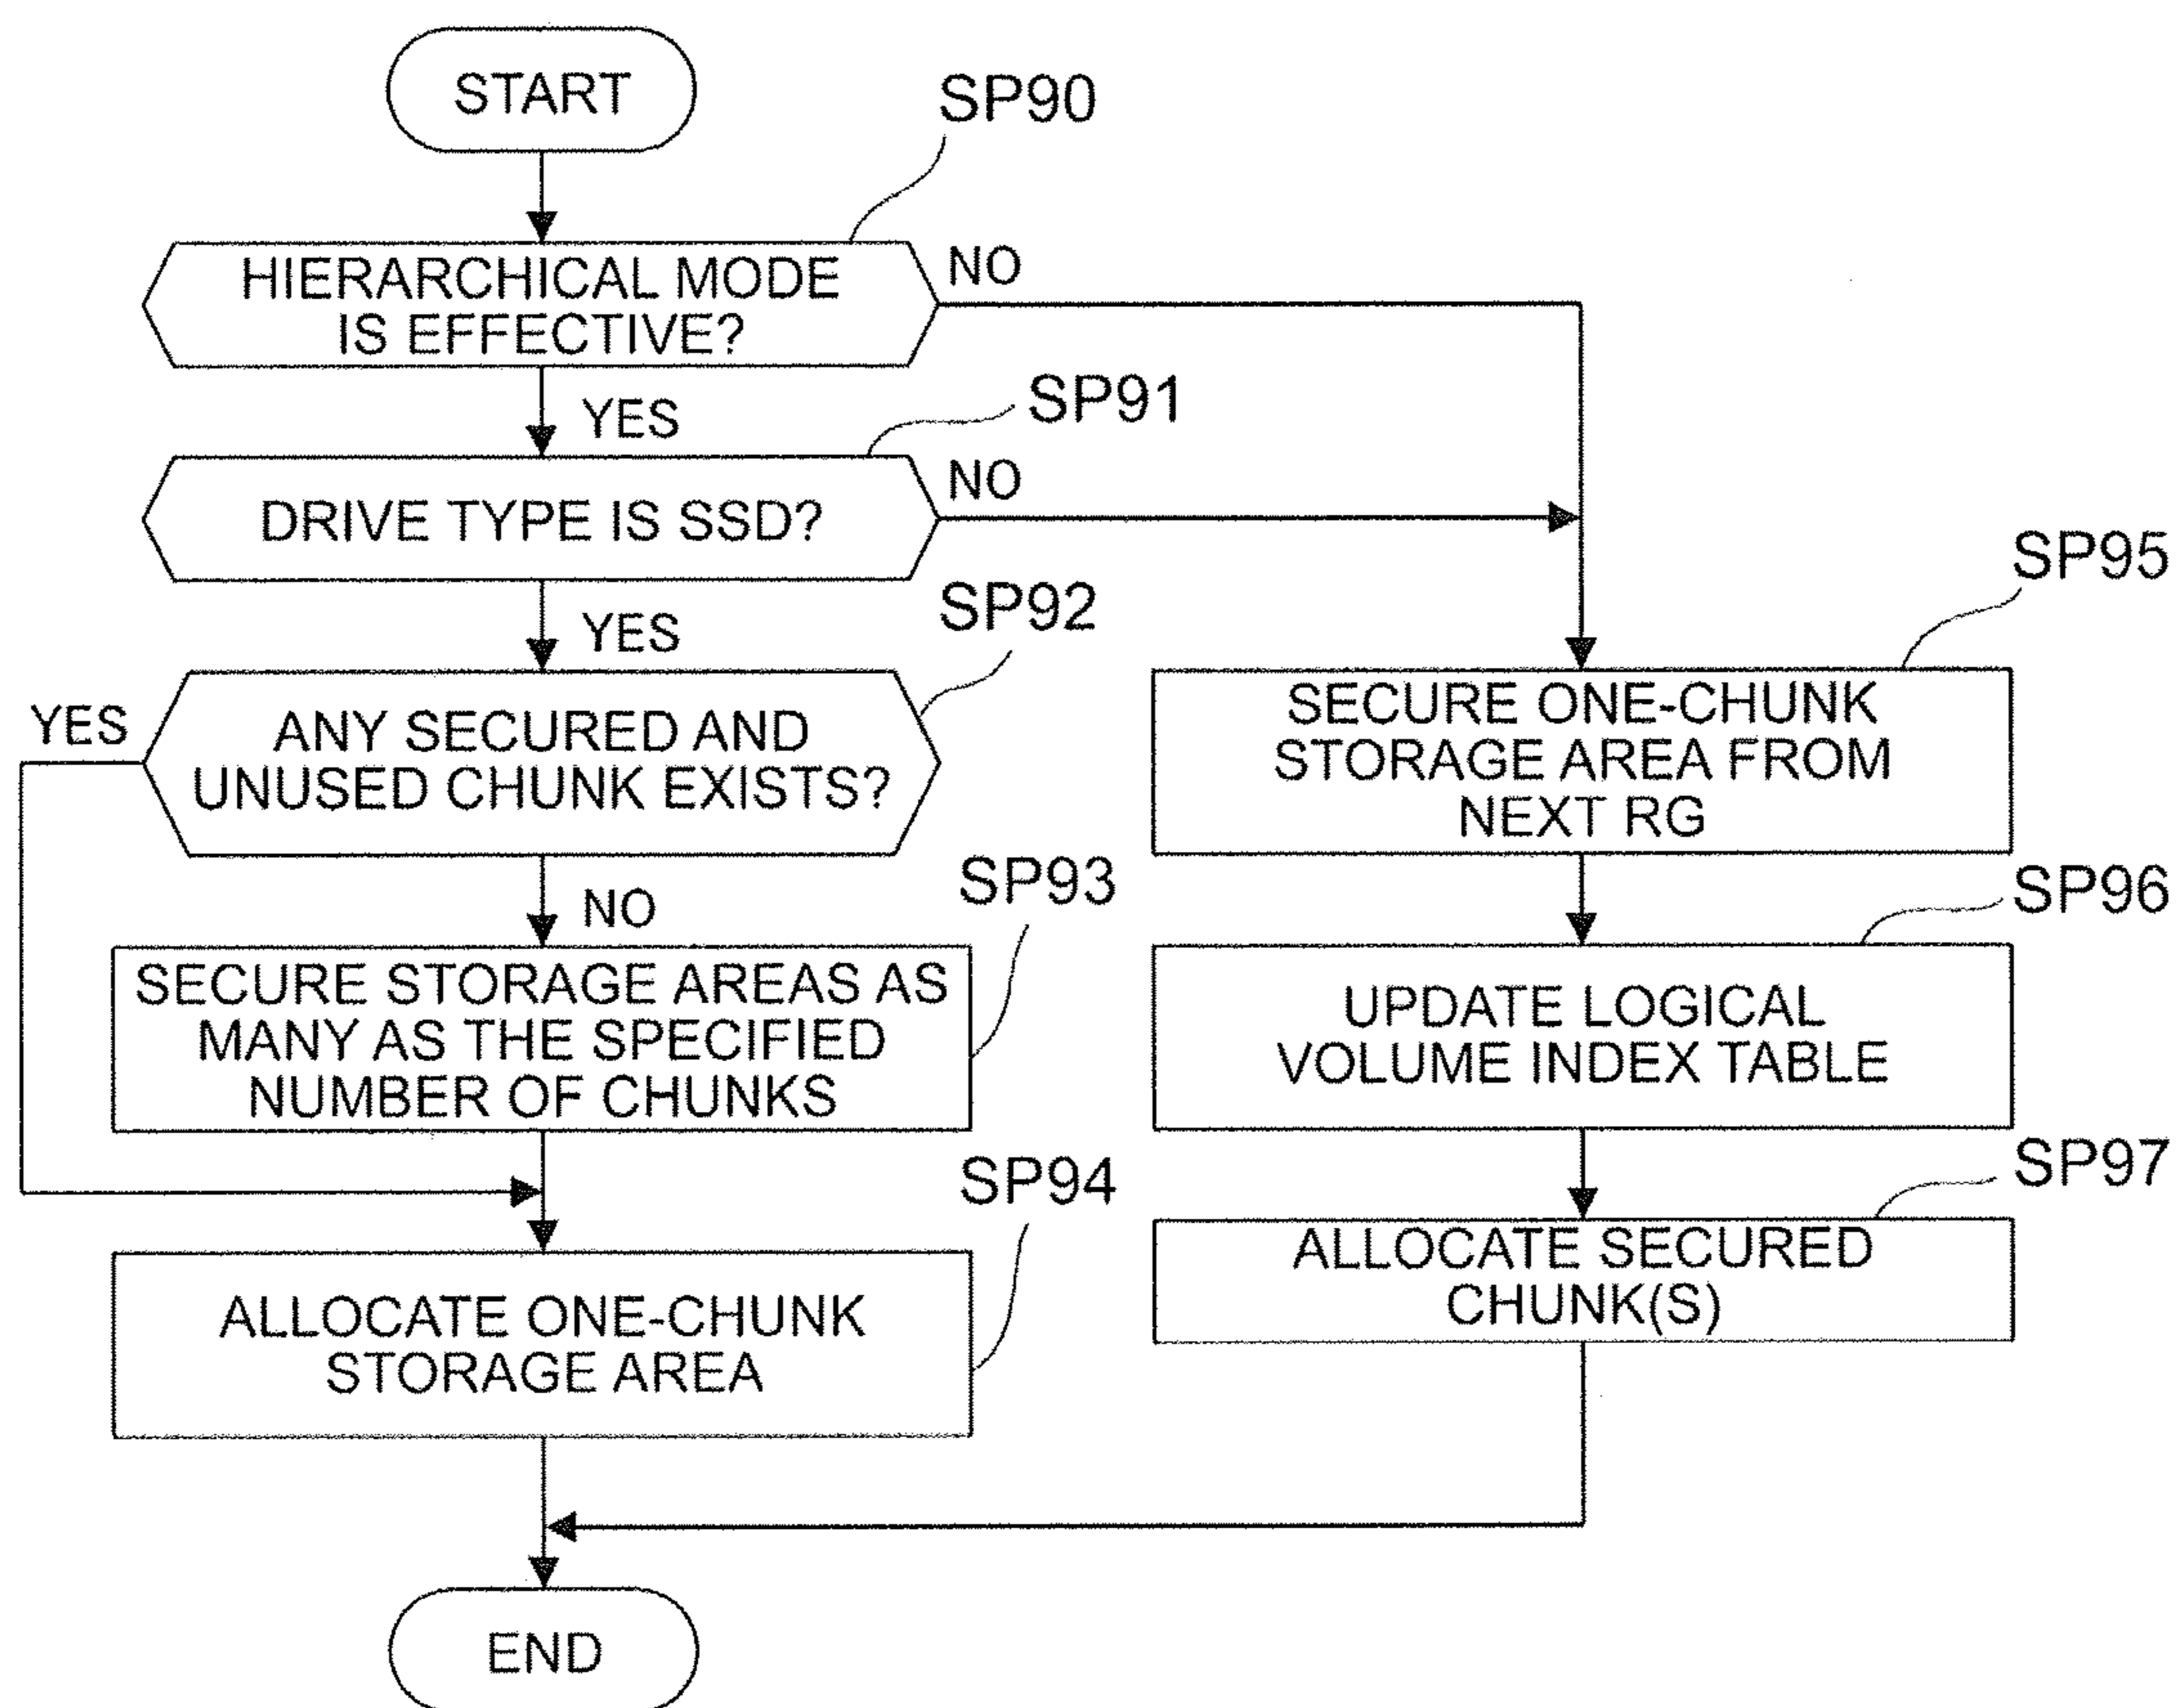 START
SP90
HIERARCHICAL MODE
IS EFFECTIVE?
NO
YES
SP91
DRIVE TYPE IS SSD?
NO
YES
SP92
ANY SECURED AND
UNUSED CHUNK EXISTS?
YES
NO
SP93
SECURE STORAGE AREAS AS
MANY AS THE SPECIFIED
NUMBER OF CHUNKS
SP94
ALLOCATE ONE-CHUNK
STORAGE AREA
SP95
SECURE ONE-CHUNK
STORAGE AREA FROM
NEXT RG
SP96
UPDATE LOGICAL
VOLUME INDEX TABLE
SP97
ALLOCATE SECURED
CHUNK(S)
END